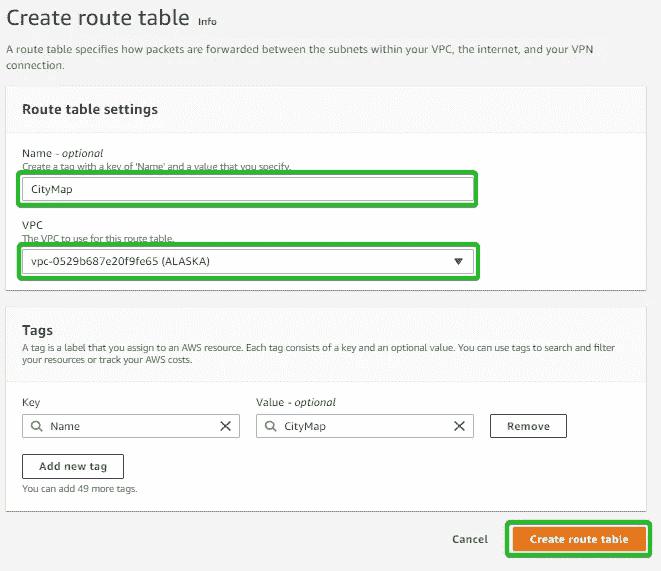 Create route table Info
A route table specifies how packets are forwarded between the subnets within your VPC, the internet, and your VPN
connection.
Route table settings
Name - optional
Create a tag with a key of 'Name' and a value that you specify.
CityMap
VPC
The VPC to use for this route table.
vpc-0529b687e20f9fe65 (ALASKA)
Tags
A tag is a label that you assign to an AWS resource. Each tag consists of a key and an optional value. You can use tags to search and filter
your resources or track your AWS costs.
Key Value - optional
Name CityMap Remove
Add new tag
You can add 49 more tags.
Cancel Create route table